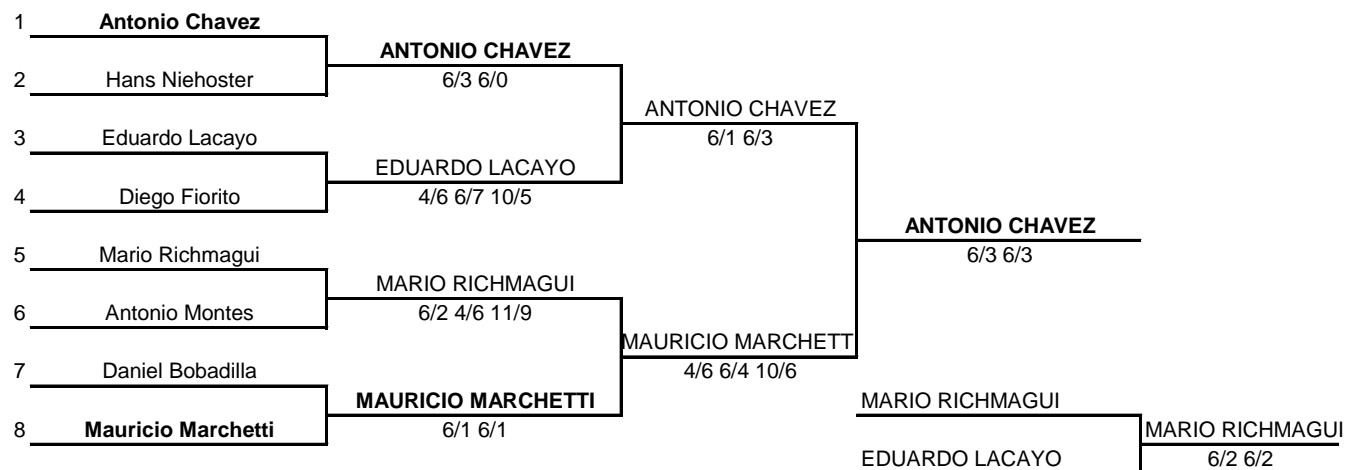 1 Antonio Chavez
ANTONIO CHAVEZ
2 Hans Niehoster 6/3 6/0
ANTONIO CHAVEZ
3 Eduardo Lacayo 6/1 6/3
EDUARDO LACAYO
4 Diego Fiorito 4/6 6/7 10/5
ANTONIO CHAVEZ
5 Mario Richmagui 6/3 6/3
MARIO RICHMAGUI
6 Antonio Montes 6/2 4/6 11/9
MAURICIO MARCHETT
7 Daniel Bobadilla 4/6 6/4 10/6
MAURICIO MARCHETTI MARIO RICHMAGUI
8 Mauricio Marchetti 6/1 6/1 MARIO RICHMAGUI
EDUARDO LACAYO 6/2 6/2